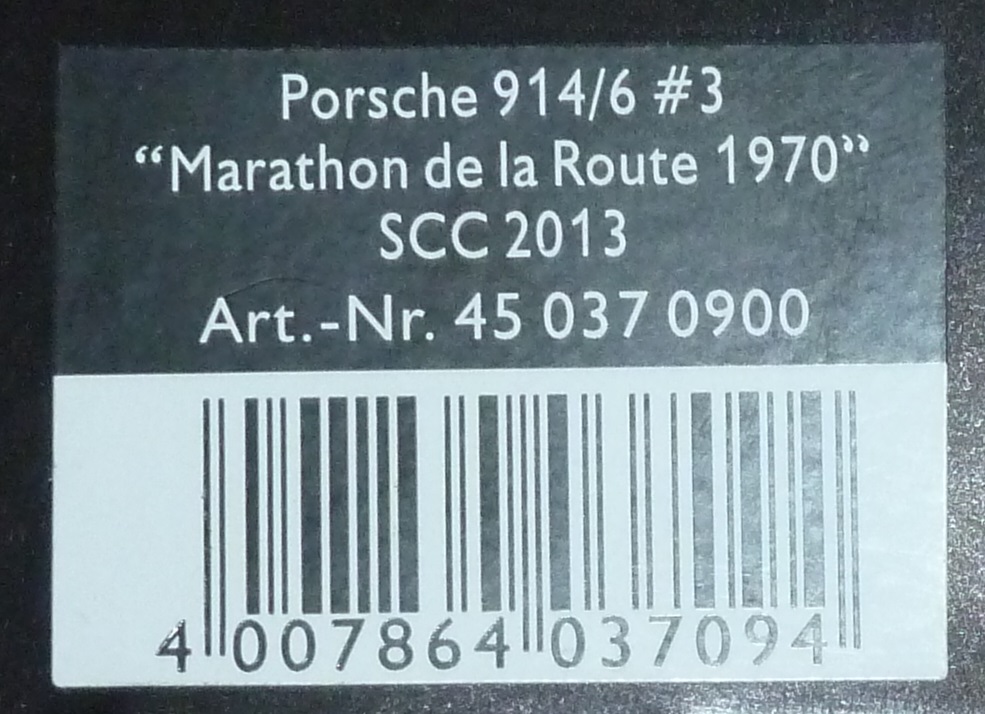 Porsche 914/6 #3
“Marathon de la Route 1970”
SCC 2013
Art.-Nr. 45 037 0900
4 007864 037094